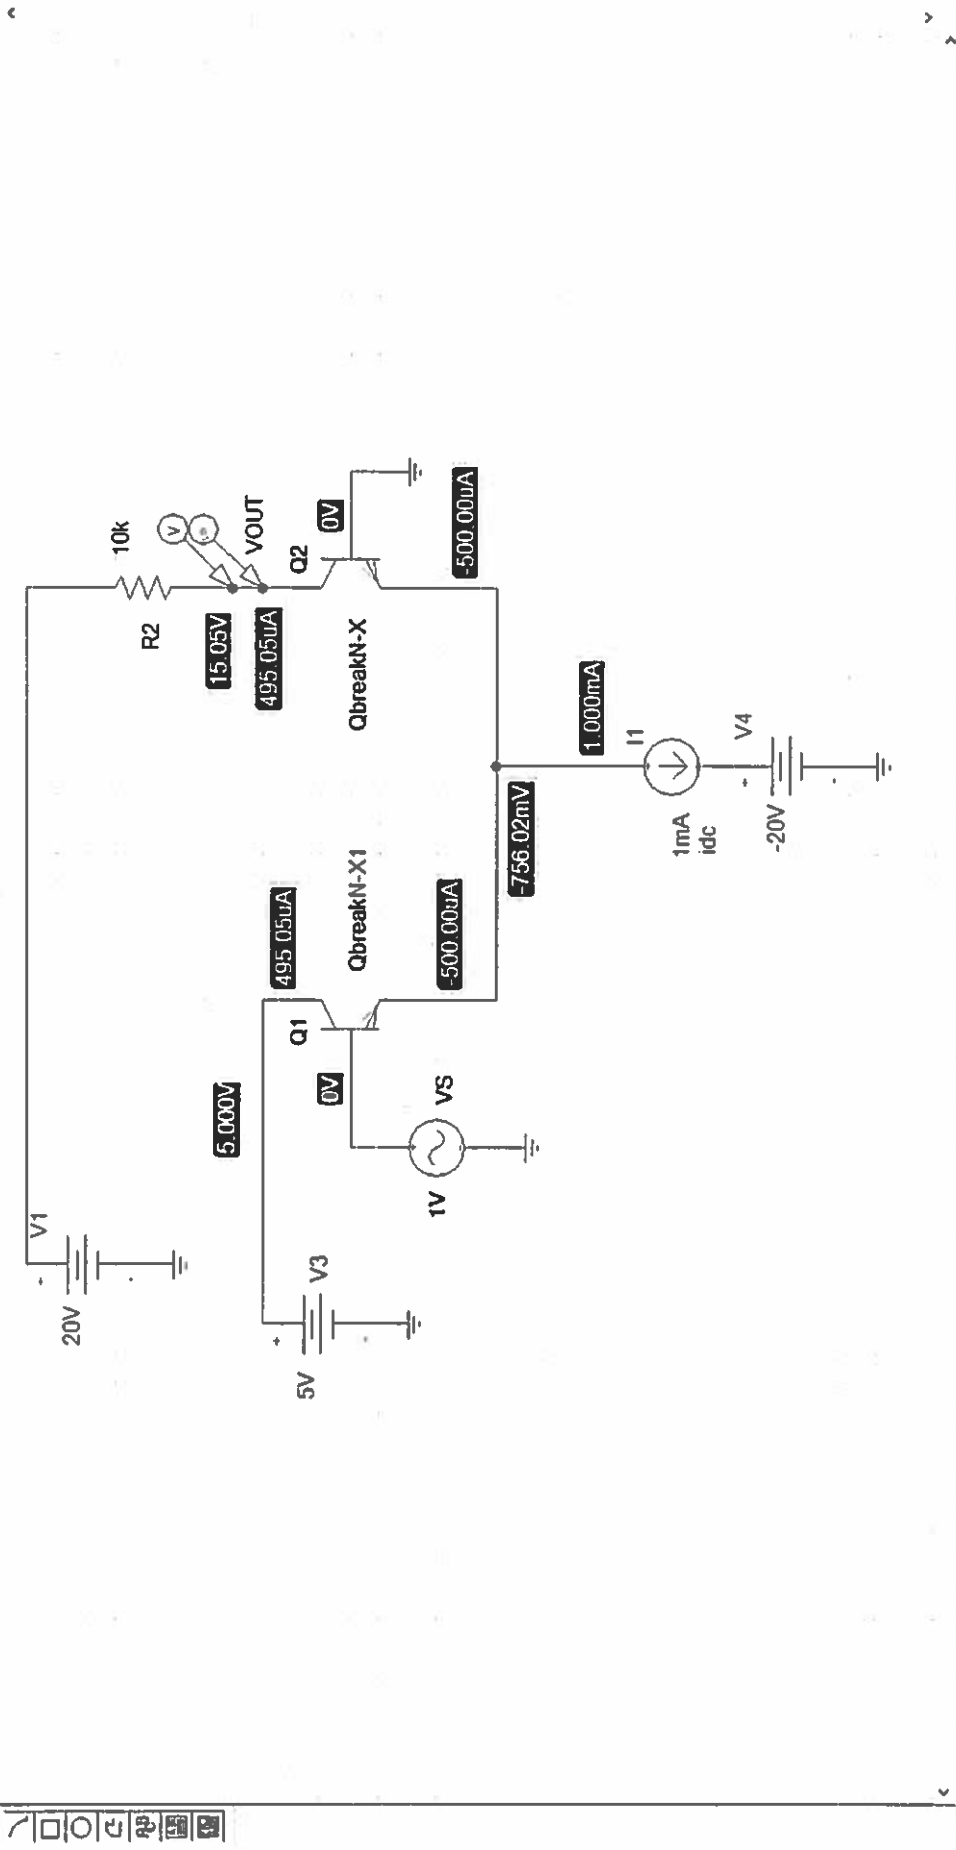 V1
20V
10k
R2
V
15.05V
VOUT
495.05uA
5.000V
V3
5V
495.05uA
Q1
Q2
0V
0V
QbreakN-X1
QbreakN-X
VS
1V
-500.00uA
-500.00uA
-756.02mV
1.000mA
I1
1mA
idc
V4
-20V